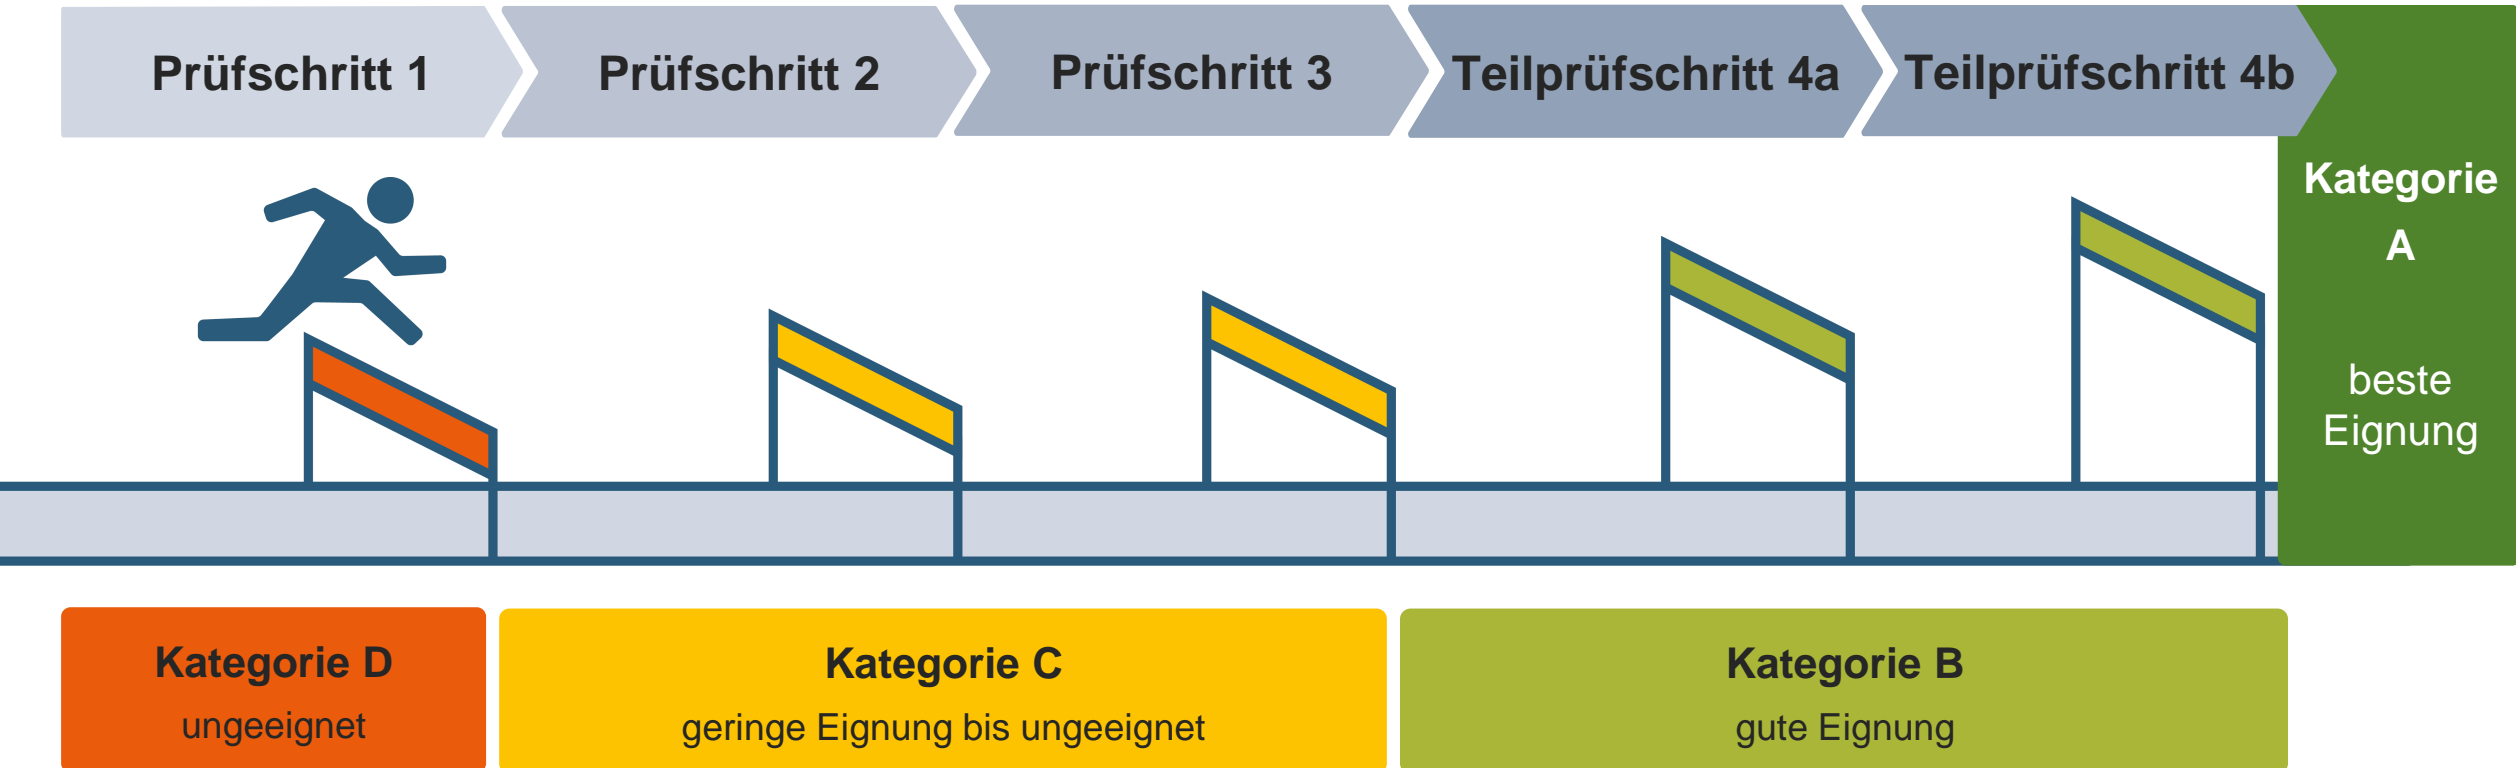 Prüfschritt 1
Prüfschritt 2
Prüfschritt 3
Teilprüfschritt 4a
Teilprüfschritt 4b
Kategorie
A
beste
Eignung
Kategorie D
ungeeignet
Kategorie C
geringe Eignung bis ungeeignet
Kategorie B
gute Eignung